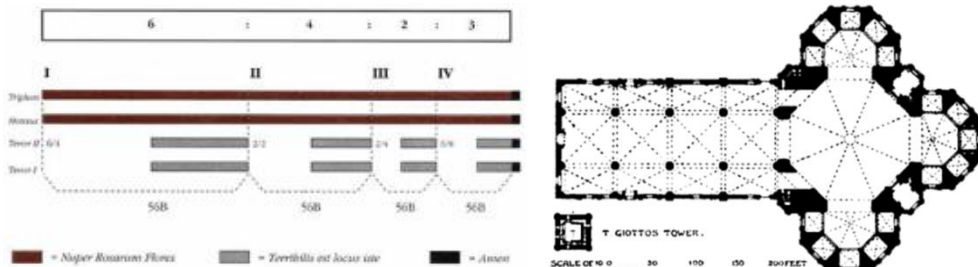 6 : 4 : 2 : 3
I II III IV
Triplum
Motetus
Tenor II 6/4 2/2 2/4 6/8
Tenor I
56B 56B 56B 56B
= Nuper Rosarum Flores = Terribilis est locus iste = Amen
T GIOTTOS TOWER.
SCALE OF 10 0 50 100 150 200 FEET